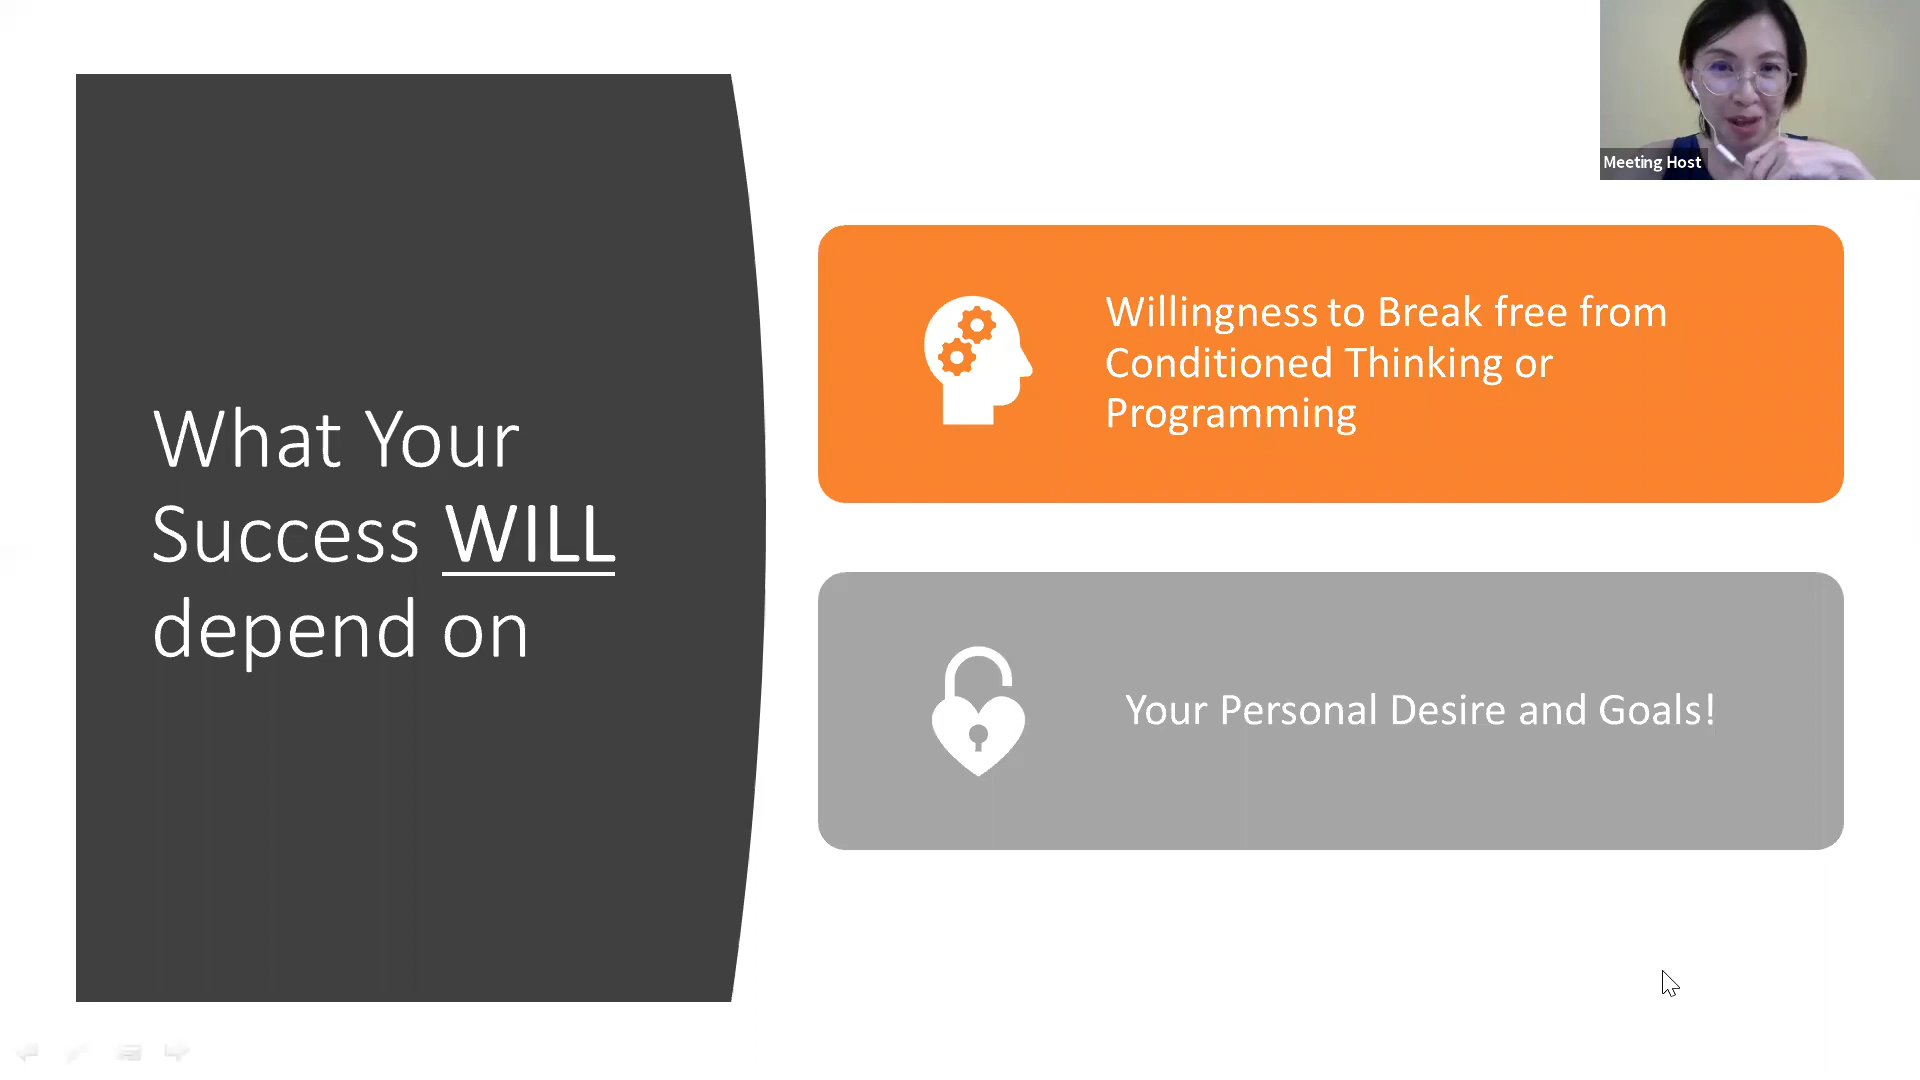 What Your
Success WILL
depend on
Meeting Host
Willingness to Break free from
Conditioned Thinking or
Programming
Your Personal Desire and Goals!